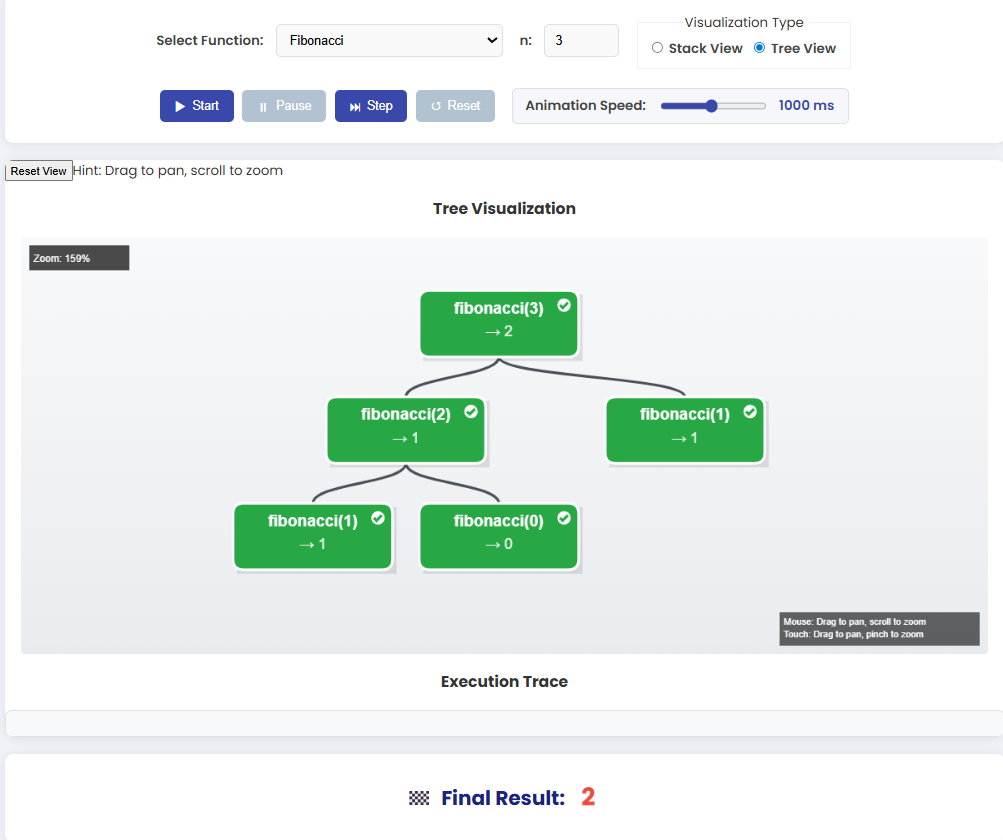 Visualization Type
Select Function: Fibonacci n: 3 Stack View Tree View
Start Pause Step Reset Animation Speed: 1000 ms
Reset View Hint: Drag to pan, scroll to zoom
Tree Visualization
Zoom: 159%
fibonacci(3)
→ 2
fibonacci(2) fibonacci(1)
→ 1 → 1
fibonacci(1) fibonacci(0)
→ 1 → 0
Mouse: Drag to pan, scroll to zoom
Touch: Drag to pan, pinch to zoom
Execution Trace
Final Result: 2